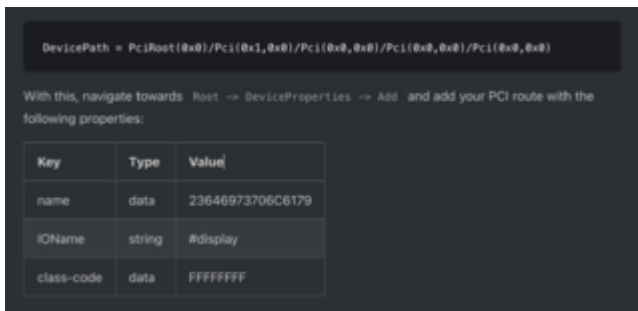 DevicePath = PciRoot(0x0)/Pci(0x1,0x0)/Pci(0x0,0x0)/Pci(0x0,0x0)/Pci(0x0,0x0)
With this, navigate towards Root -> DeviceProperties -> Add and add your PCI route with the
following properties:
Key Type Value
name data 23646973706C6179
IOName string #display
class-code data FFFFFFFF